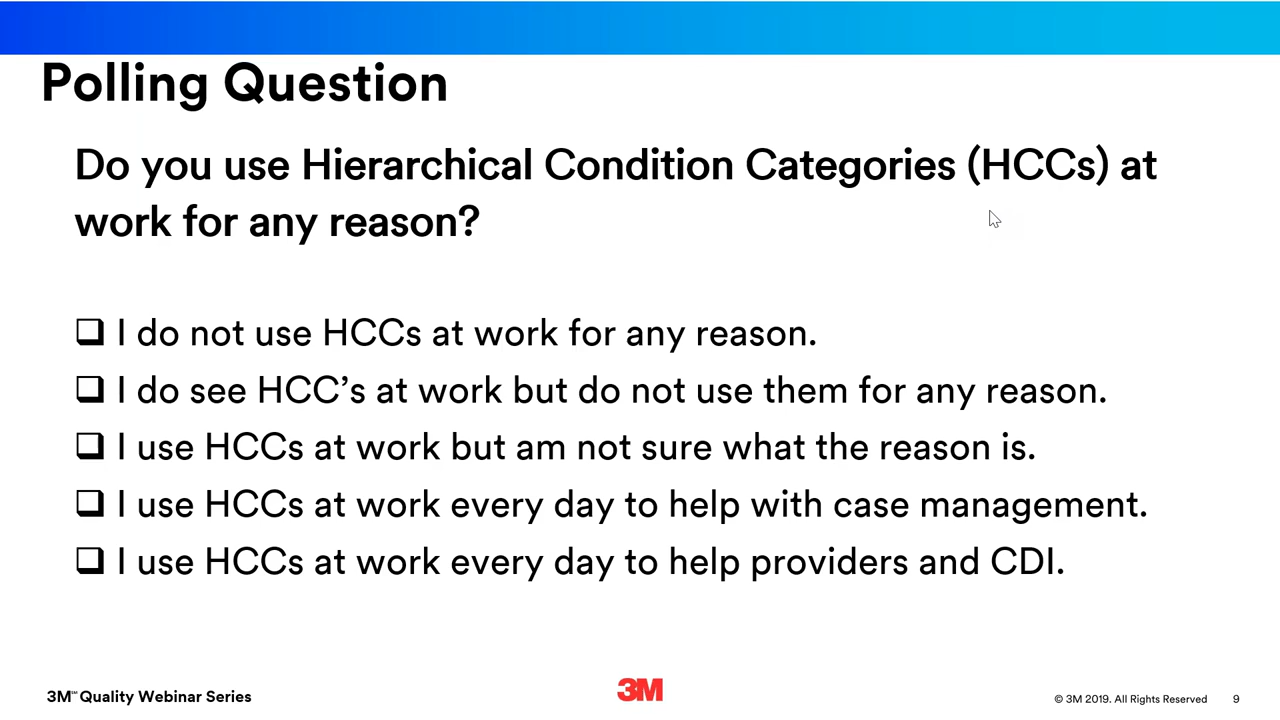 Polling Question
Do you use Hierarchical Condition Categories (HCCs) at
work for any reason?
❑ I do not use HCCs at work for any reason.
❑ I do see HCC’s at work but do not use them for any reason.
❑ I use HCCs at work but am not sure what the reason is.
❑ I use HCCs at work every day to help with case management.
❑ I use HCCs at work every day to help providers and CDI.
3M℠ Quality Webinar Series
3M
© 3M 2019. All Rights Reserved
9